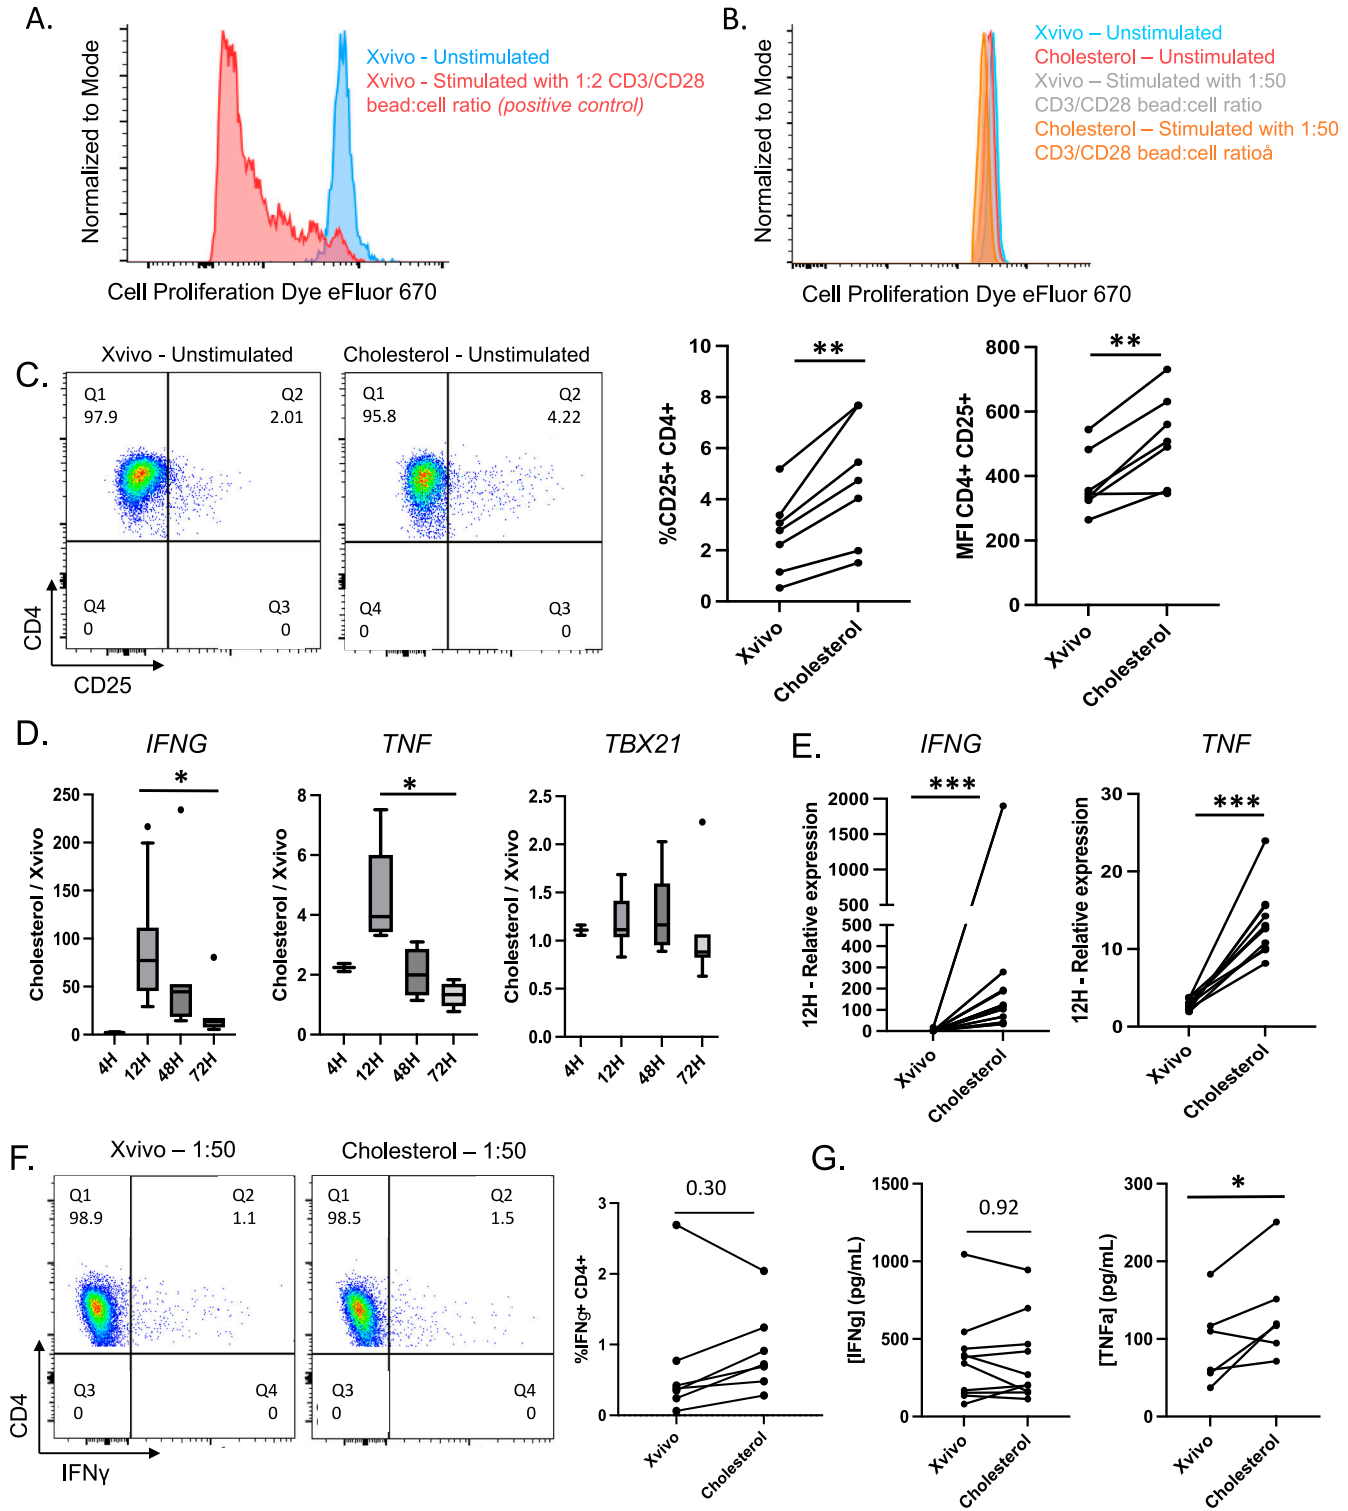 A.
Normalized to Mode
Xvivo - Unstimulated
Xvivo - Stimulated with 1:2 CD3/CD28
bead:cell ratio (positive control)
Cell Proliferation Dye eFluor 670
B.
Normalized to Mode
Xvivo – Unstimulated
Cholesterol – Unstimulated
Xvivo – Stimulated with 1:50
CD3/CD28 bead:cell ratio
Cholesterol – Stimulated with 1:50
CD3/CD28 bead:cell ratioå
Cell Proliferation Dye eFluor 670
C.
Xvivo - Unstimulated
Q1
97.9
Q2
2.01
Q4
0
Q3
0
CD4
CD25
Cholesterol - Unstimulated
Q1
95.8
Q2
4.22
Q4
0
Q3
0
%CD25+ CD4+
10
8
6
4
2
0
**
Xvivo
Cholesterol
MFI CD4+ CD25+
800
600
400
200
0
**
Xvivo
Cholesterol
D.
IFNG
Cholesterol / Xvivo
250
200
150
100
50
0
*
4H
12H
48H
72H
TNF
Cholesterol / Xvivo
8
6
4
2
0
*
4H
12H
48H
72H
TBX21
Cholesterol / Xvivo
2.5
2.0
1.5
1.0
0.5
0.0
4H
12H
48H
72H
E.
IFNG
12H - Relative expression
2000
1500
1000
500
500
400
300
200
100
0
***
Xvivo
Cholesterol
TNF
12H - Relative expression
30
20
10
0
***
Xvivo
Cholesterol
F.
Xvivo – 1:50
Q1
98.9
Q2
1.1
Q3
0
Q4
0
CD4
IFNγ
Cholesterol – 1:50
Q1
98.5
Q2
1.5
Q3
0
Q4
0
%IFNg+ CD4+
3
2
1
0
0.30
Xvivo
Cholesterol
G.
[IFNg] (pg/mL)
1500
1000
500
0
0.92
Xvivo
Cholesterol
[TNFa] (pg/mL)
300
200
100
0
*
Xvivo
Cholesterol